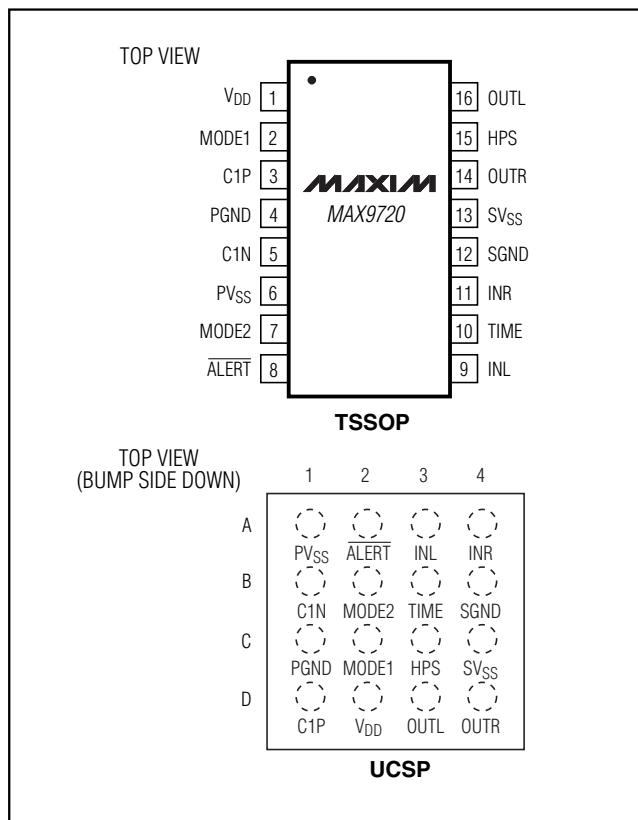 TOP VIEW
VDD 1 16 OUTL
MODE1 2 15 HPS
C1P 3 14 OUTR
MAXIM
PGND 4 MAX9720 13 SVSS
C1N 5 12 SGND
PVSS 6 11 INR
MODE2 7 10 TIME
ALERT 8 9 INL
TSSOP
TOP VIEW
(BUMP SIDE DOWN)
1 2 3 4
A
PVSS ALERT INL INR
B
C1N MODE2 TIME SGND
C
PGND MODE1 HPS SVSS
D
C1P VDD OUTL OUTR
UCSP